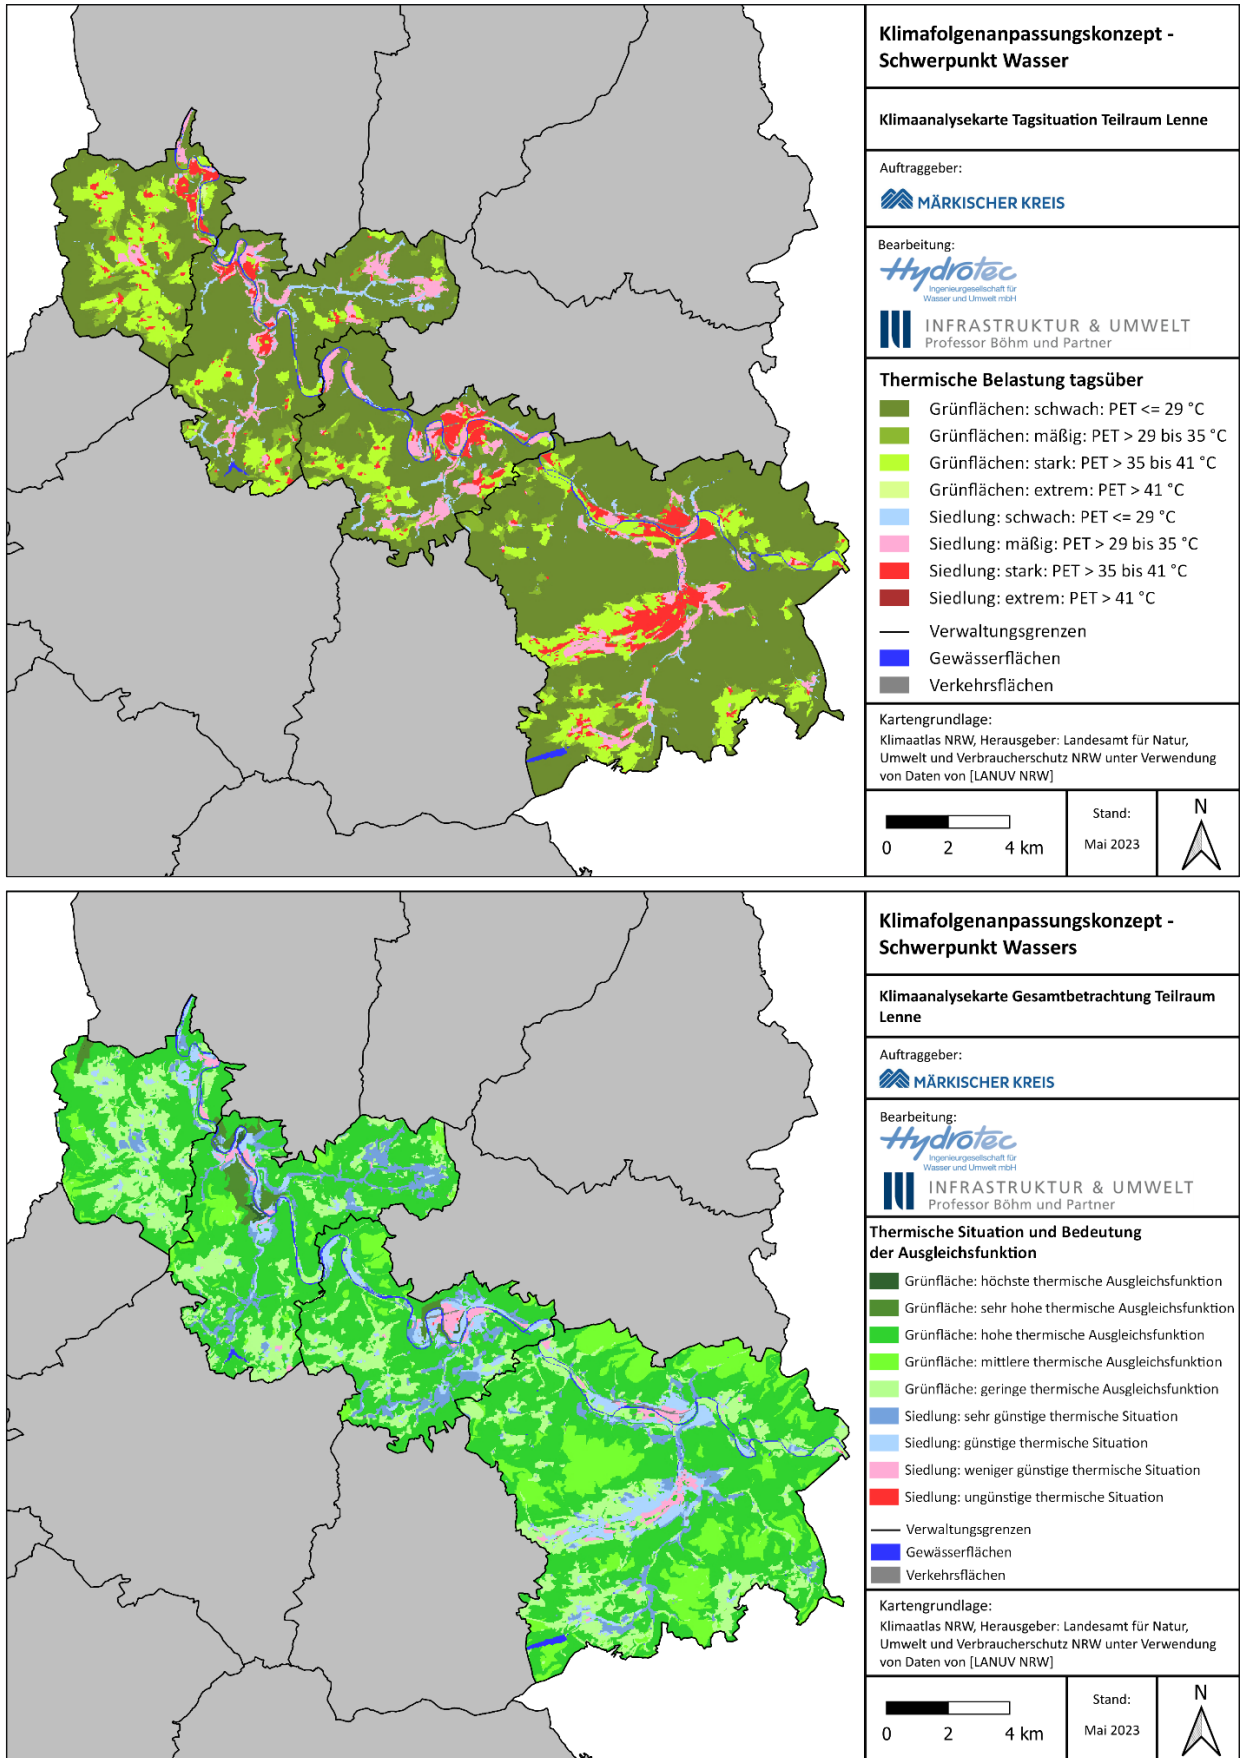 Klimafolgenanpassungskonzept -
Schwerpunkt Wasser
Klimaanalysekarte Tagsituation Teilraum Lenne
Auftraggeber:
MÄRKISCHER KREIS
Bearbeitung:
Hydrotec
Ingenieurgesellschaft für
Wasser und Umwelt mbH
INFRASTRUKTUR & UMWELT
Professor Böhm und Partner
Thermische Belastung tagsüber
Grünflächen: schwach: PET <= 29 °C
Grünflächen: mäßig: PET > 29 bis 35 °C
Grünflächen: stark: PET > 35 bis 41 °C
Grünflächen: extrem: PET > 41 °C
Siedlung: schwach: PET <= 29 °C
Siedlung: mäßig: PET > 29 bis 35 °C
Siedlung: stark: PET > 35 bis 41 °C
Siedlung: extrem: PET > 41 °C
Verwaltungsgrenzen
Gewässerflächen
Verkehrsflächen
Kartengrundlage:
Klimaatlas NRW, Herausgeber: Landesamt für Natur,
Umwelt und Verbraucherschutz NRW unter Verwendung
von Daten von [LANUV NRW]
0 2 4 km
Stand:
Mai 2023
N
Klimafolgenanpassungskonzept -
Schwerpunkt Wassers
Klimaanalysekarte Gesamtbetrachtung Teilraum
Lenne
Auftraggeber:
MÄRKISCHER KREIS
Bearbeitung:
Hydrotec
Ingenieurgesellschaft für
Wasser und Umwelt mbH
INFRASTRUKTUR & UMWELT
Professor Böhm und Partner
Thermische Situation und Bedeutung
der Ausgleichsfunktion
Grünfläche: höchste thermische Ausgleichsfunktion
Grünfläche: sehr hohe thermische Ausgleichsfunktion
Grünfläche: hohe thermische Ausgleichsfunktion
Grünfläche: mittlere thermische Ausgleichsfunktion
Grünfläche: geringe thermische Ausgleichsfunktion
Siedlung: sehr günstige thermische Situation
Siedlung: günstige thermische Situation
Siedlung: weniger günstige thermische Situation
Siedlung: ungünstige thermische Situation
Verwaltungsgrenzen
Gewässerflächen
Verkehrsflächen
Kartengrundlage:
Klimaatlas NRW, Herausgeber: Landesamt für Natur,
Umwelt und Verbraucherschutz NRW unter Verwendung
von Daten von [LANUV NRW]
0 2 4 km
Stand:
Mai 2023
N